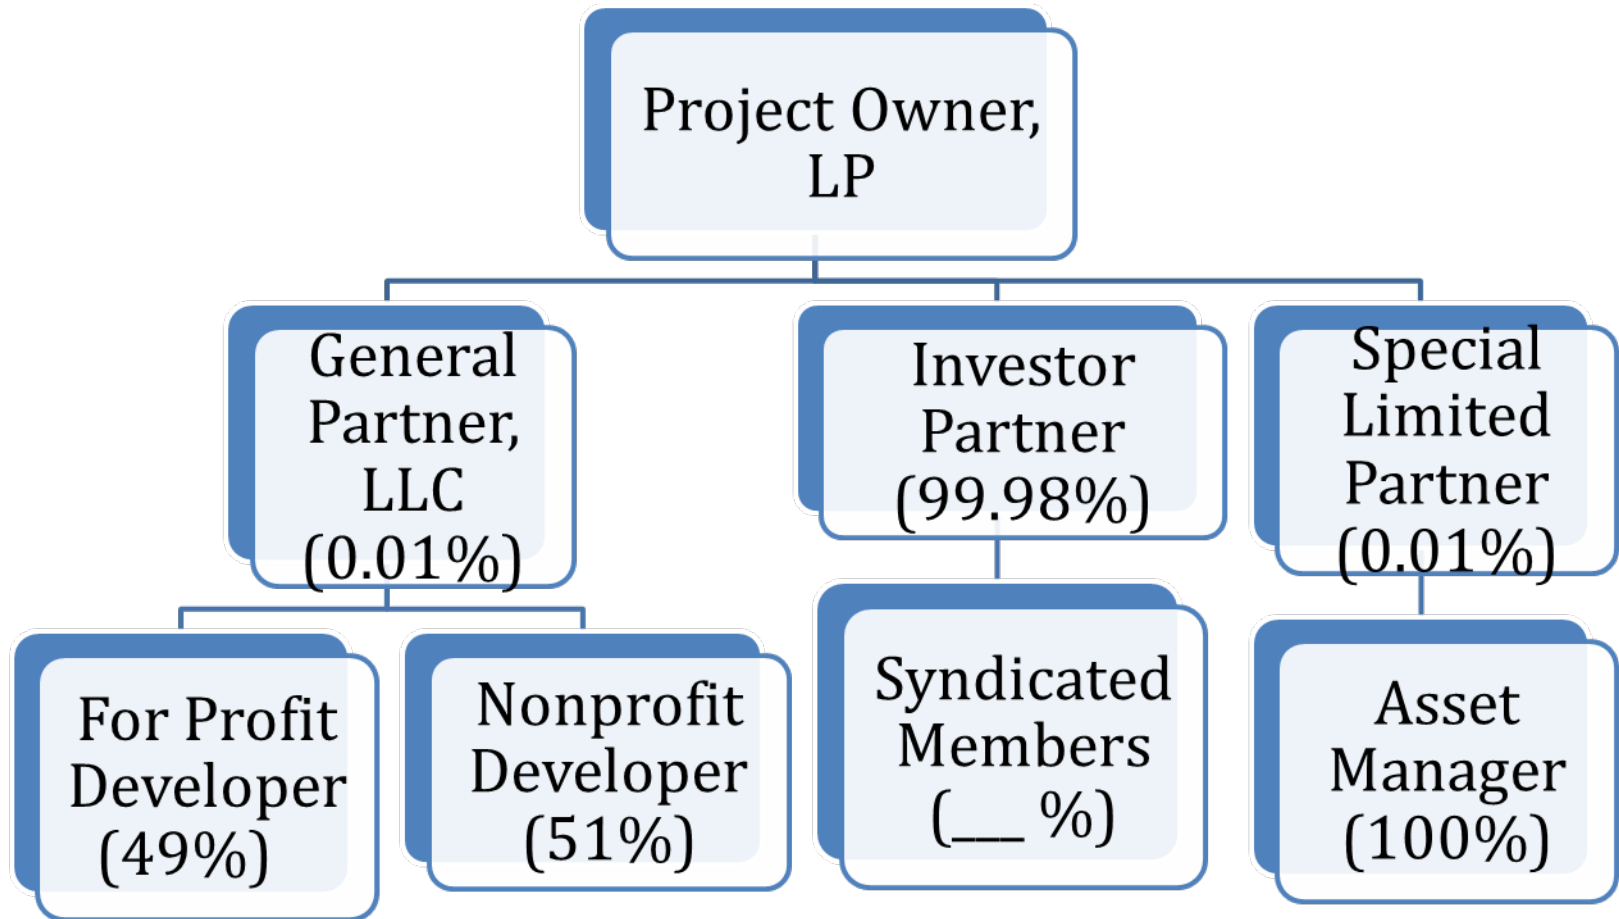 Project Owner,
LP
General
Partner,
LLC
(0.01%)
Investor
Partner
(99.98%)
Special
Limited
Partner
(0.01%)
For Profit
Developer
(49%)
Nonprofit
Developer
(51%)
Syndicated
Members
(___ %)
Asset
Manager
(100%)